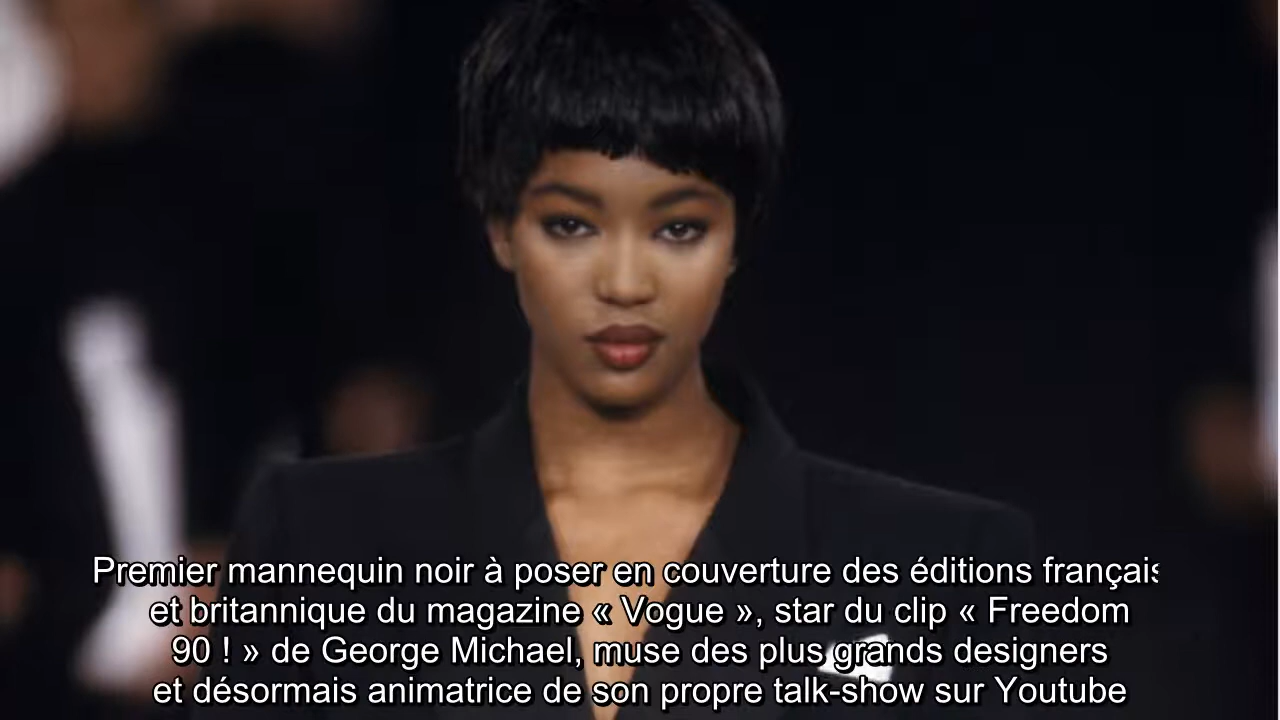 Premier mannequin noir à poser en couverture des éditions français
et britannique du magazine « Vogue », star du clip « Freedom
90 ! » de George Michael, muse des plus grands designers
et désormais animatrice de son propre talk-show sur Youtube